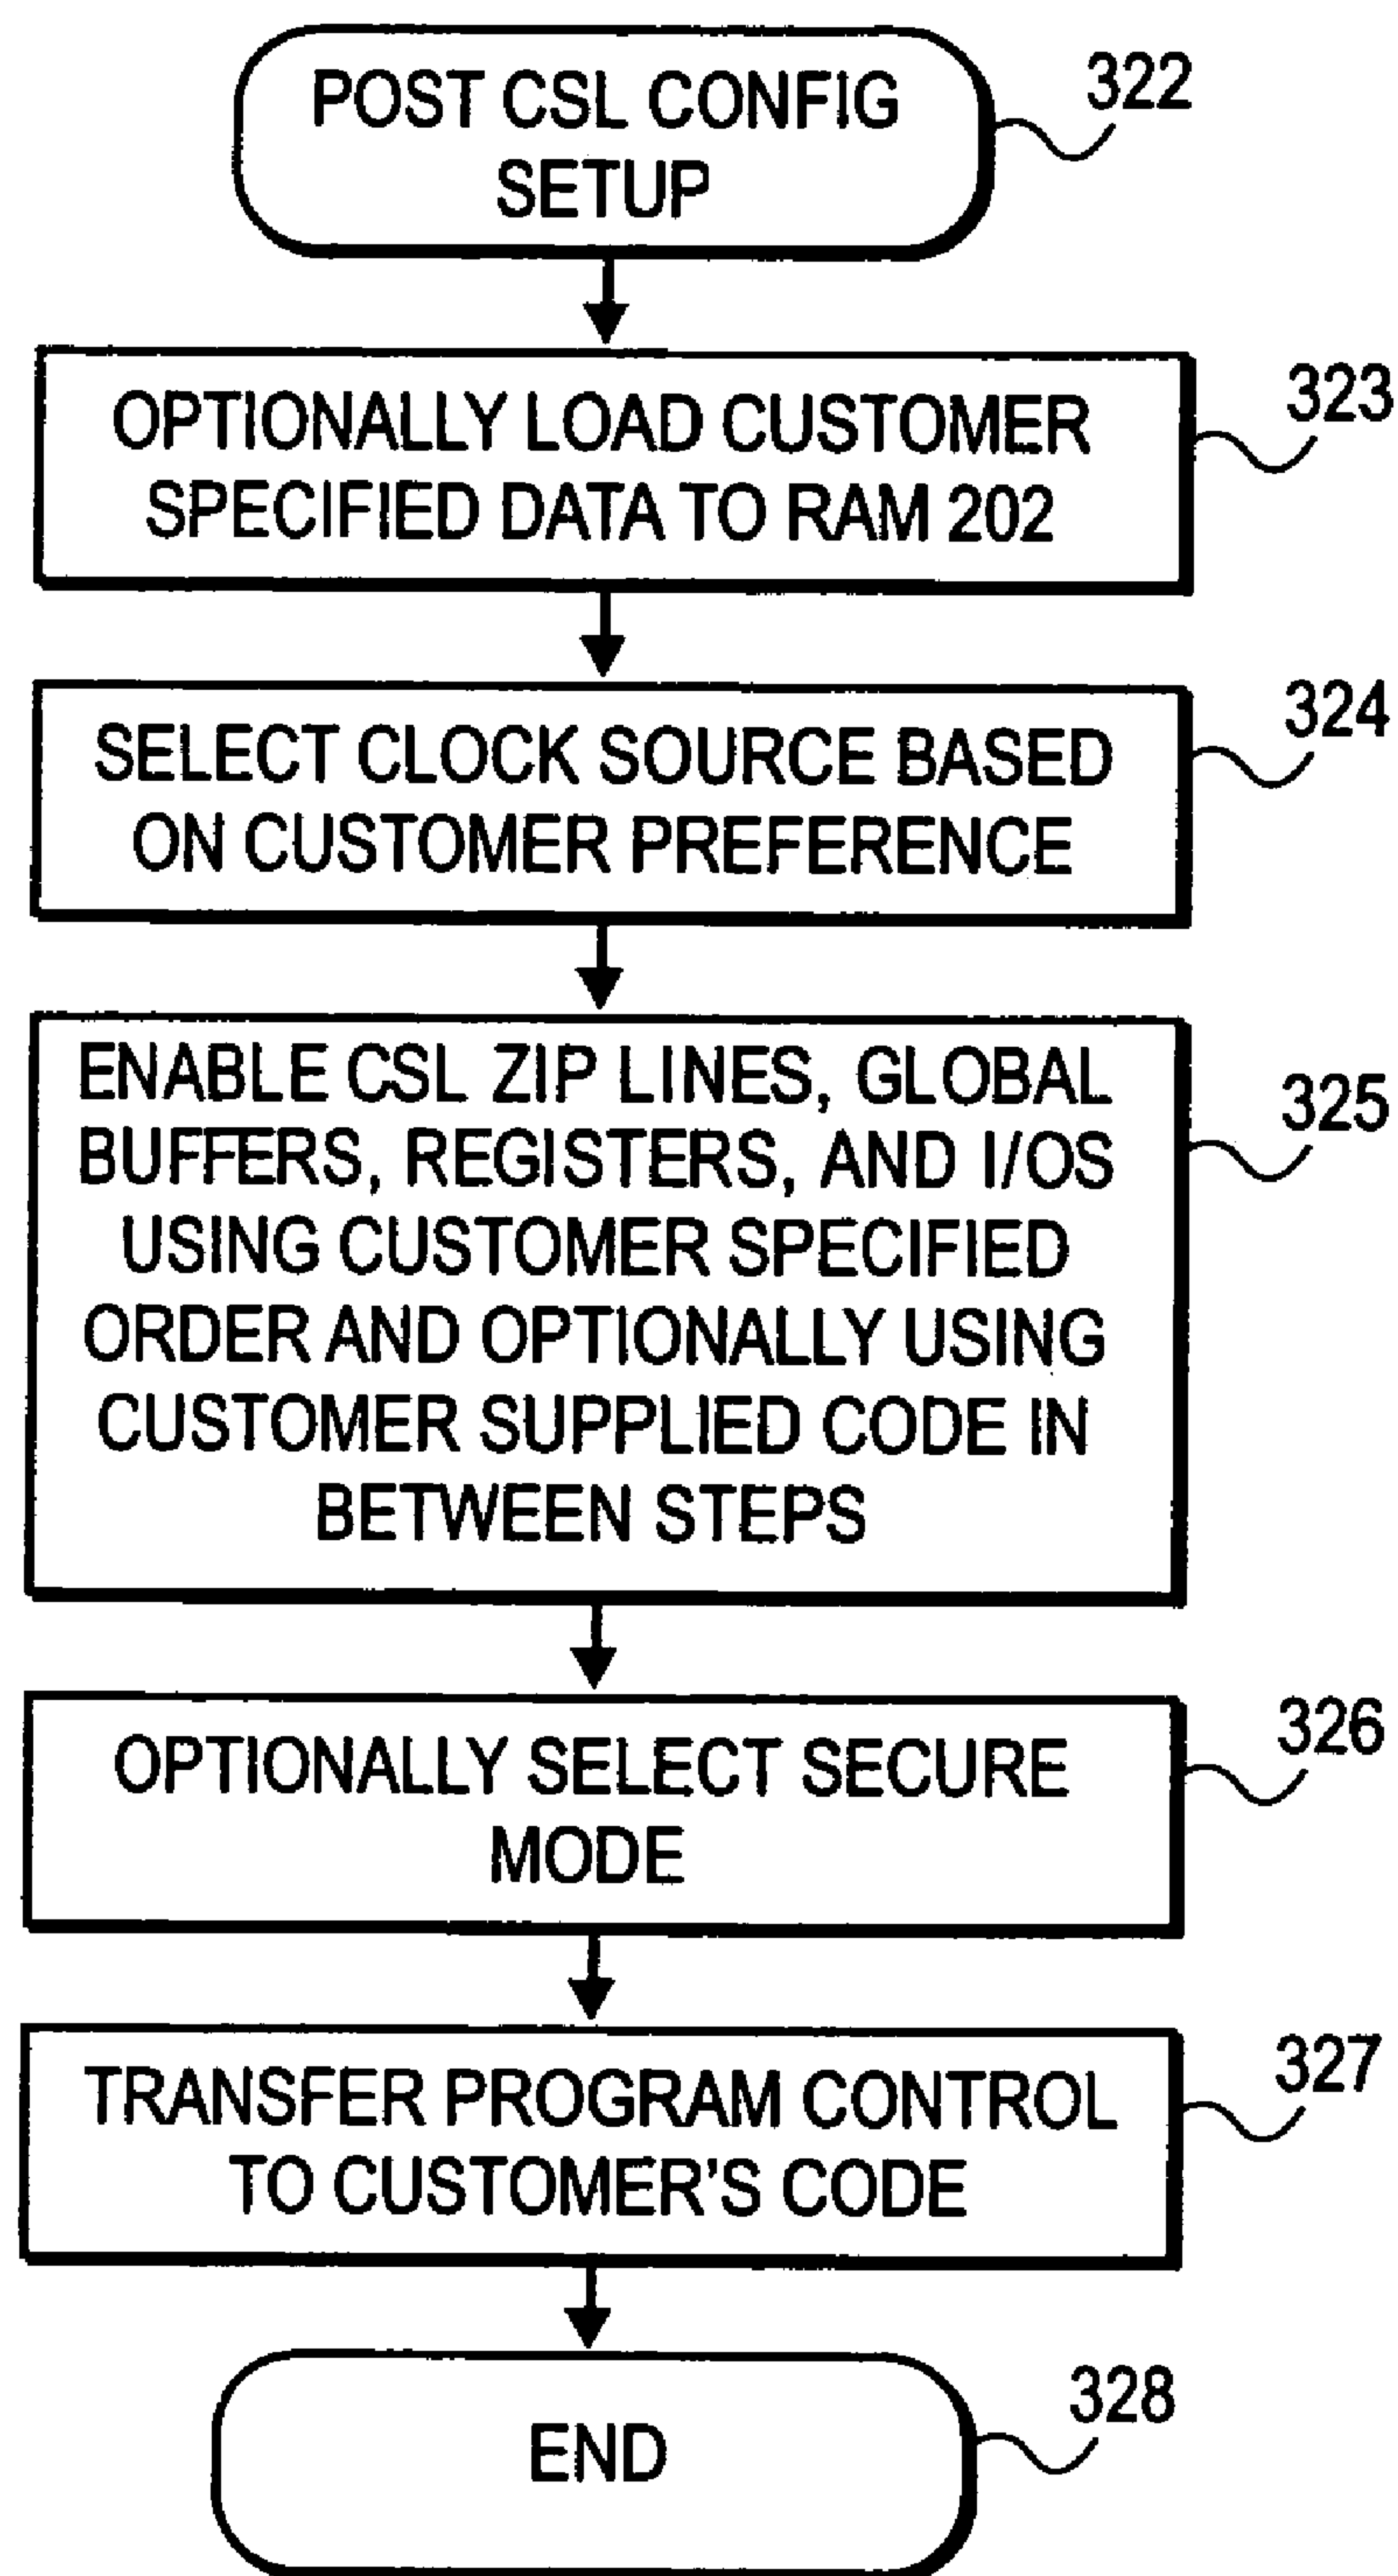 POST CSL CONFIG
SETUP
322
OPTIONALLY LOAD CUSTOMER
SPECIFIED DATA TO RAM 202
323
SELECT CLOCK SOURCE BASED
ON CUSTOMER PREFERENCE
324
ENABLE CSL ZIP LINES, GLOBAL
BUFFERS, REGISTERS, AND I/OS
USING CUSTOMER SPECIFIED
ORDER AND OPTIONALLY USING
CUSTOMER SUPPLIED CODE IN
BETWEEN STEPS
325
OPTIONALLY SELECT SECURE
MODE
326
TRANSFER PROGRAM CONTROL
TO CUSTOMER'S CODE
327
END
328